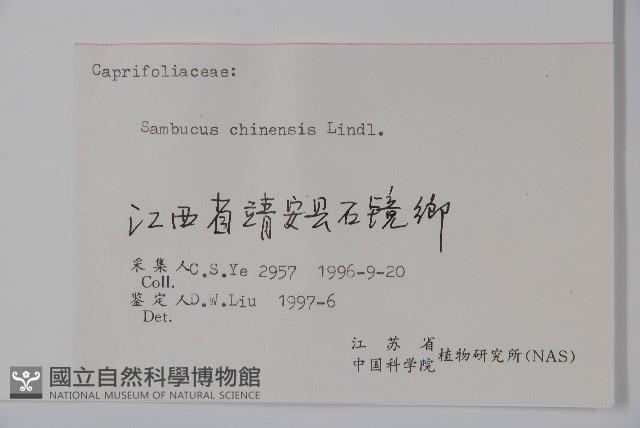 Caprifoliaceae:
Sambucus chinensis Lindl.
江西省靖安县石镜鄉
采集人C.S.Ye 2957 1996-9-20
Coll.
鉴定人D.W.Liu 1997-6
Det.
江苏省
中国科学院植物研究所(NAS)
國立自然科學博物館
NATIONAL MUSEUM OF NATURAL SCIENCE